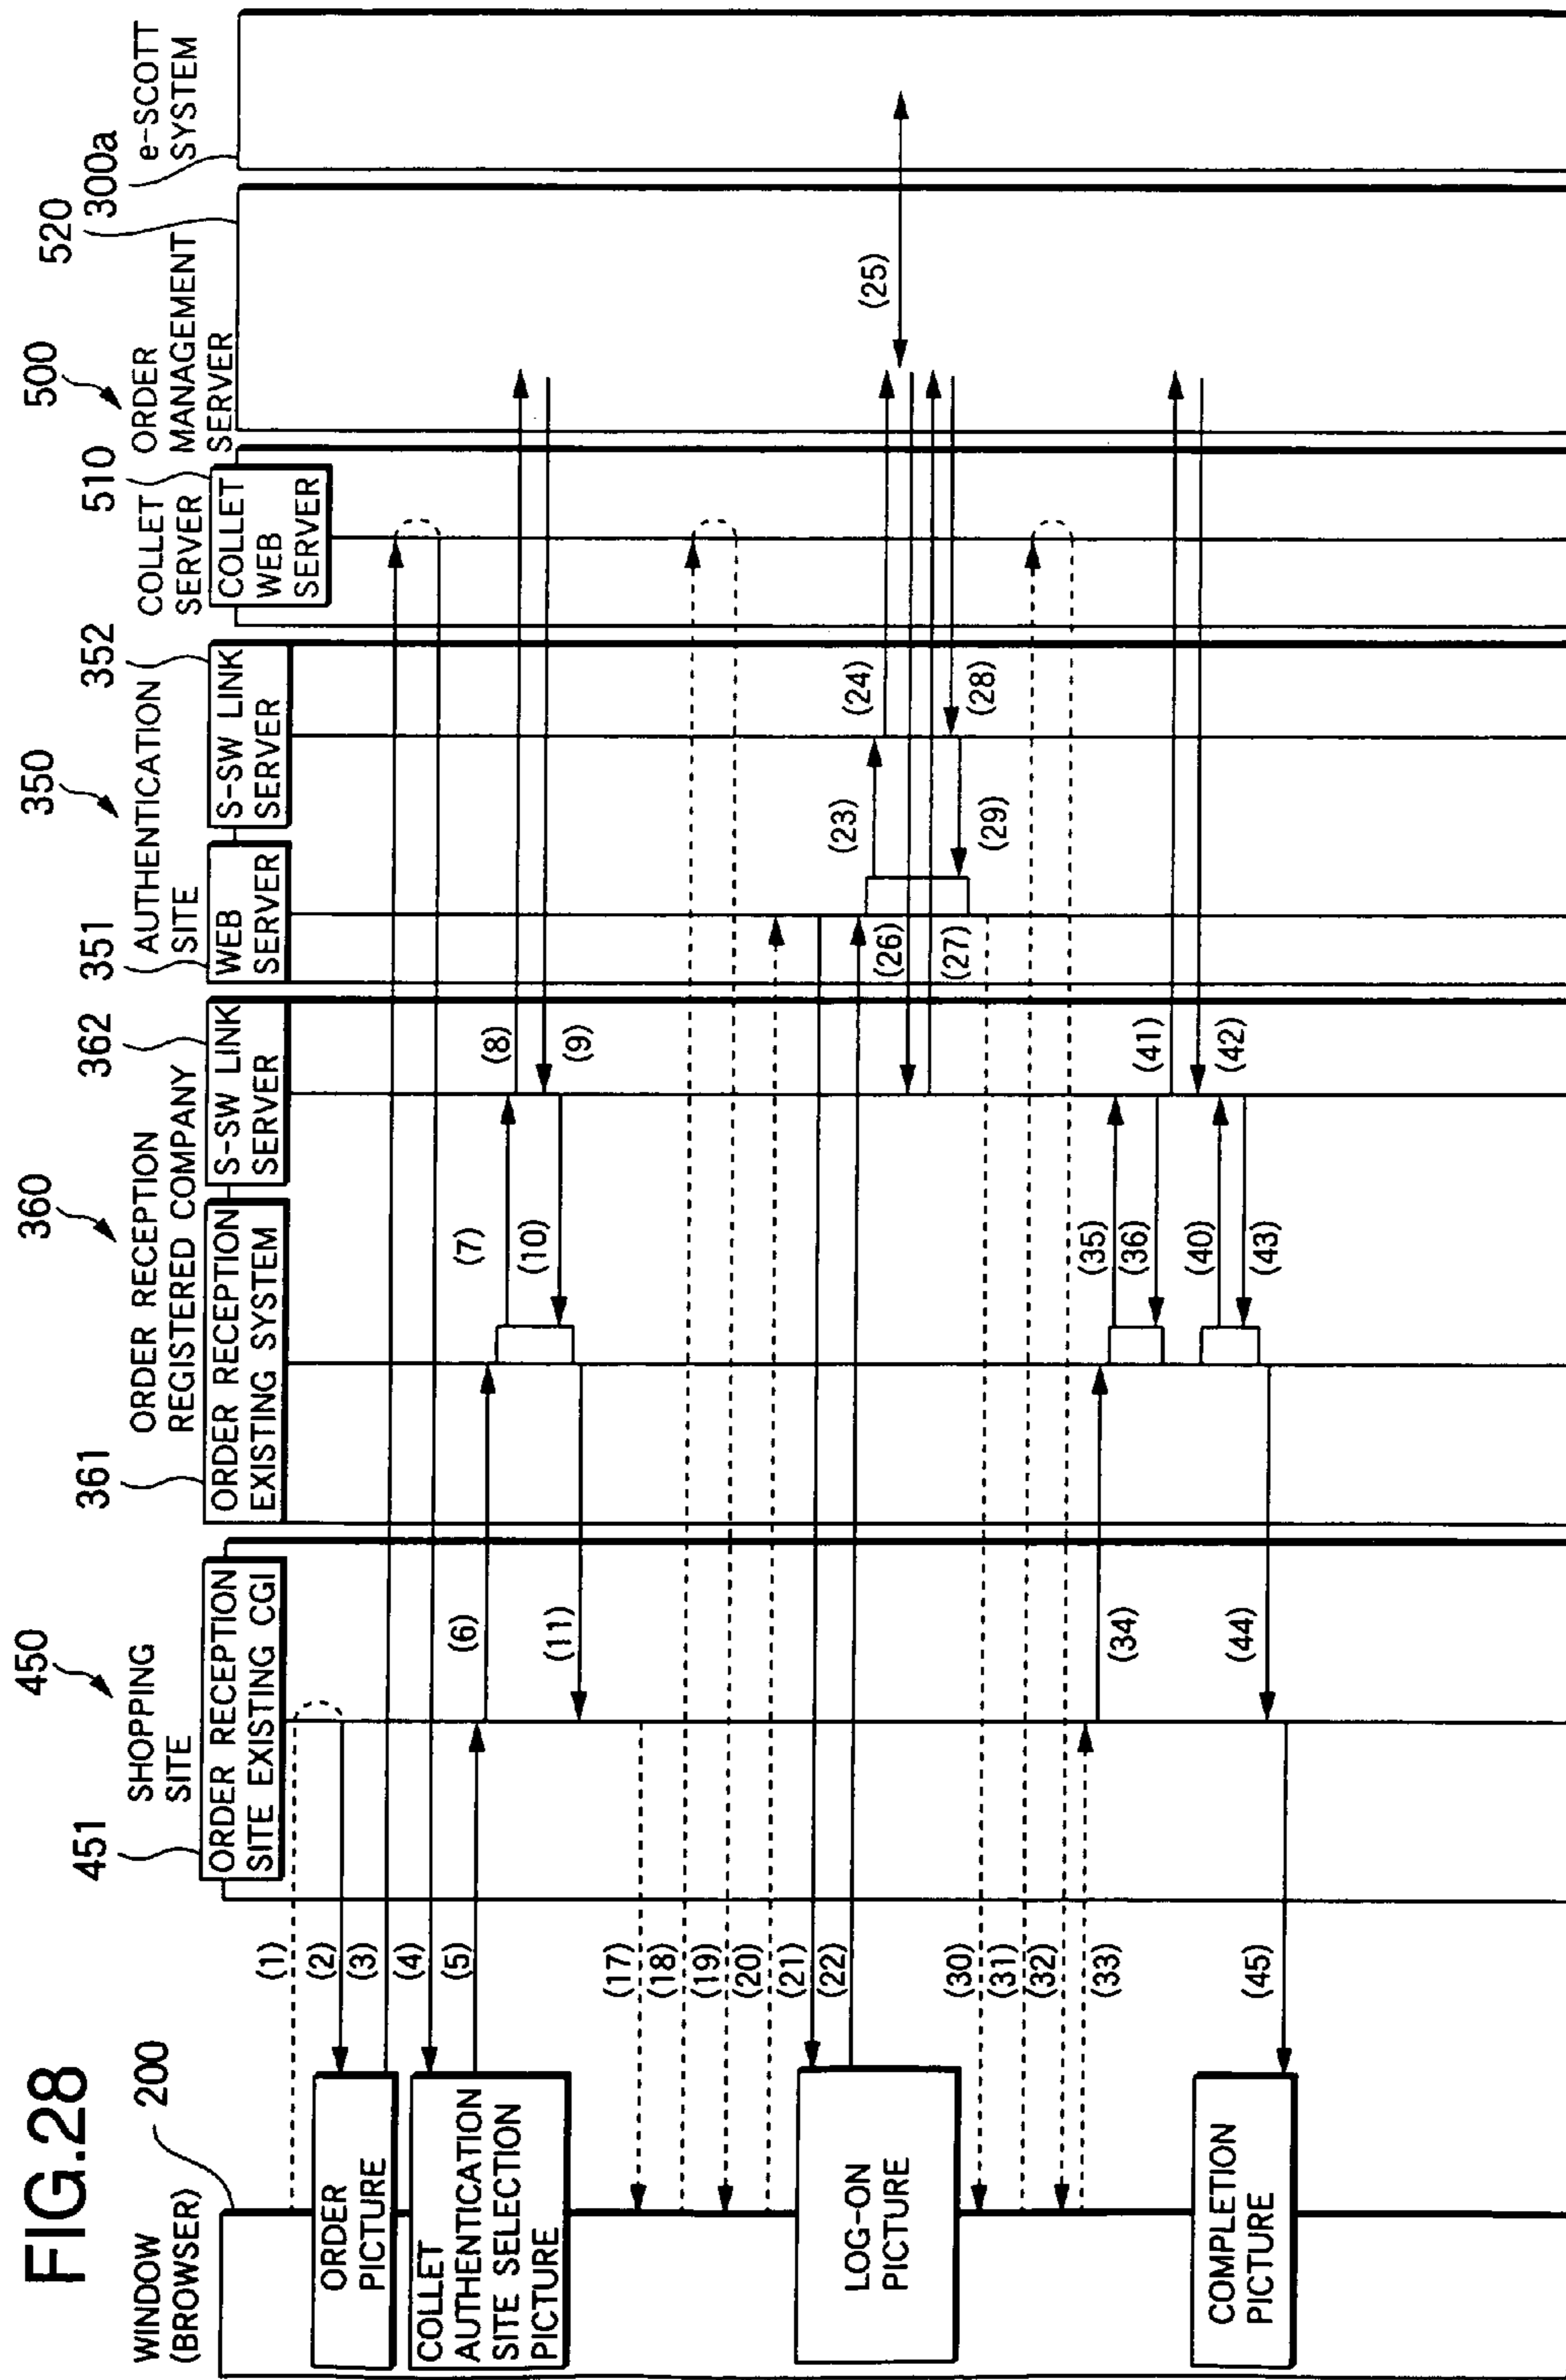 FIG.28
WINDOW
(BROWSER)
200
ORDER
PICTURE
COLLET
AUTHENTICATION
SITE SELECTION
PICTURE
LOG-ON
PICTURE
COMPLETION
PICTURE
450
SHOPPING
SITE
451
ORDER RECEPTION
SITE EXISTING CGI
360
ORDER RECEPTION
REGISTERED COMPANY
361
ORDER RECEPTION
EXISTING SYSTEM
362
S-SW LINK
SERVER
350
AUTHENTICATION
SITE
351
WEB
SERVER
352
S-SW LINK
SERVER
COLLET
SERVER
510
COLLET
WEB
SERVER
500
ORDER
MANAGEMENT
SERVER
520
300a
e-SCOTT
SYSTEM
(1)
(2)
(3)
(4)
(5)
(6)
(7)
(8)
(9)
(10)
(11)
(17)
(18)
(19)
(20)
(21)
(22)
(23)
(24)
(25)
(26)
(27)
(28)
(29)
(30)
(31)
(32)
(33)
(34)
(35)
(36)
(40)
(41)
(42)
(43)
(44)
(45)